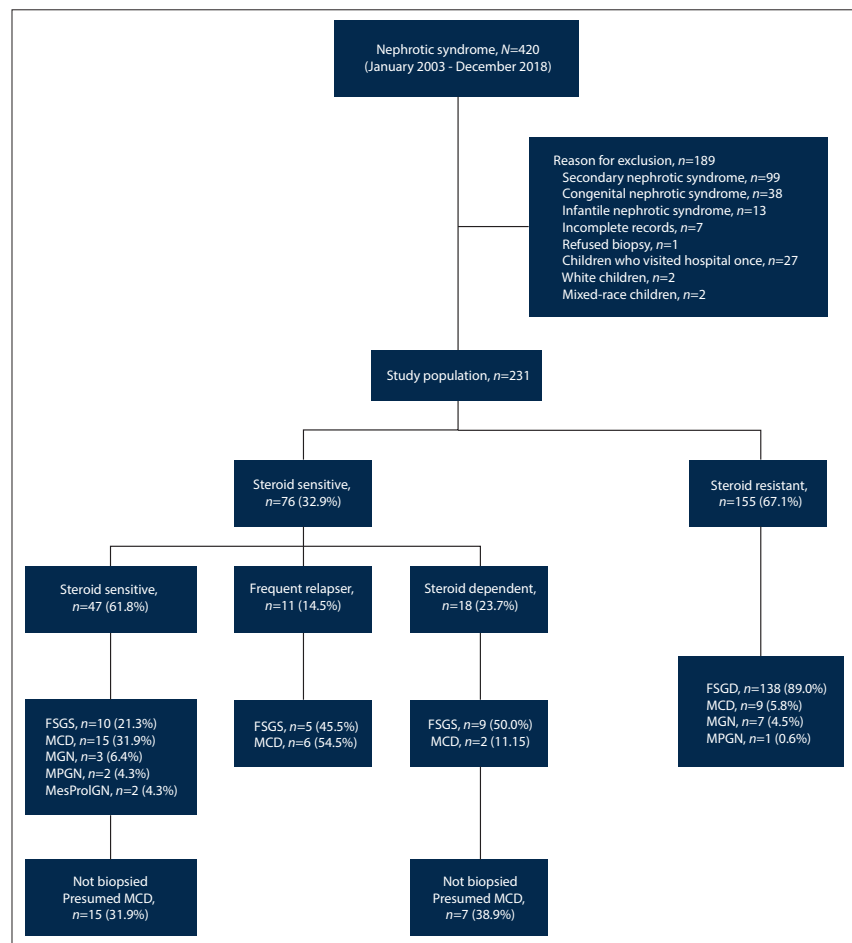 Nephrotic syndrome, N=420
(January 2003 - December 2018)
Reason for exclusion, n=189
Secondary nephrotic syndrome, n=99
Congenital nephrotic syndrome, n=38
Infantile nephrotic syndrome, n=13
Incomplete records, n=7
Refused biopsy, n=1
Children who visited hospital once, n=27
White children, n=2
Mixed-race children, n=2
Study population, n=231
Steroid sensitive,
n=76 (32.9%)
Steroid resistant,
n=155 (67.1%)
Steroid sensitive,
n=47 (61.8%)
Frequent relapser,
n=11 (14.5%)
Steroid dependent,
n=18 (23.7%)
FSGS, n=10 (21.3%)
MCD, n=15 (31.9%)
MGN, n=3 (6.4%)
MPGN, n=2 (4.3%)
MesProlGN, n=2 (4.3%)
FSGS, n=5 (45.5%)
MCD, n=6 (54.5%)
FSGS, n=9 (50.0%)
MCD, n=2 (11.15)
FSGD, n=138 (89.0%)
MCD, n=9 (5.8%)
MGN, n=7 (4.5%)
MPGN, n=1 (0.6%)
Not biopsied
Presumed MCD,
n=15 (31.9%)
Not biopsied
Presumed MCD,
n=7 (38.9%)